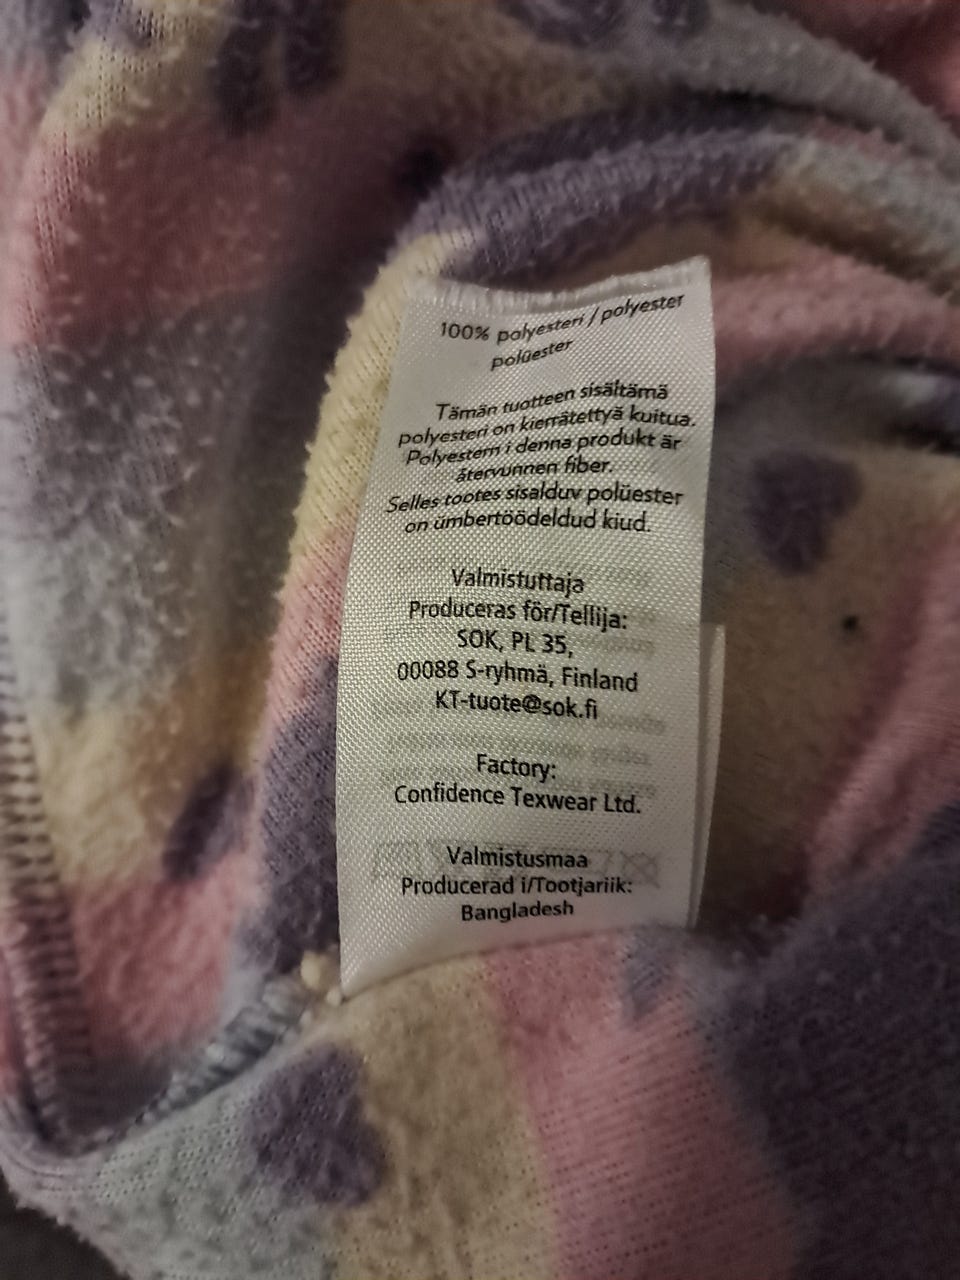 100% polyesteri / polyester
polüester
Tämän tuotteen sisältämä
polyesteri on kierrätettyä kuitua.
Polyestern i denna produkt är
återvunnen fiber.
Selles tootes sisalduv polüester
on ümbertöödeldud kiud.
Valmistuttaja
Produceras för/Tellija:
SOK, PL 35,
00088 S-ryhmä, Finland
KT-tuote@sok.fi
Factory:
Confidence Texwear Ltd.
Valmistusmaa
Producerad i/Tootjariik:
Bangladesh